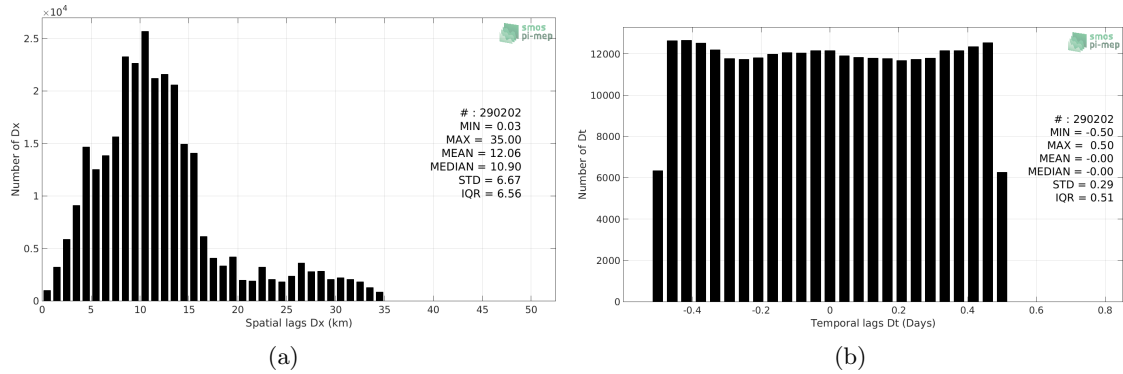 ×10⁴
2.5
2
1.5
1
0.5
0
Number of Dx
0 5 10 15 20 25 30 35 40 45 50
Spatial lags Dx (km)
smos
pi-mep
# : 290202
MIN = 0.03
MAX = 35.00
MEAN = 12.06
MEDIAN = 10.90
STD = 6.67
IQR = 6.56
(a)
12000
10000
8000
6000
4000
2000
0
Number of Dt
-0.4 -0.2 0 0.2 0.4 0.6 0.8
Temporal lags Dt (Days)
smos
pi-mep
# : 290202
MIN = -0.50
MAX = 0.50
MEAN = -0.00
MEDIAN = -0.00
STD = 0.29
IQR = 0.51
(b)